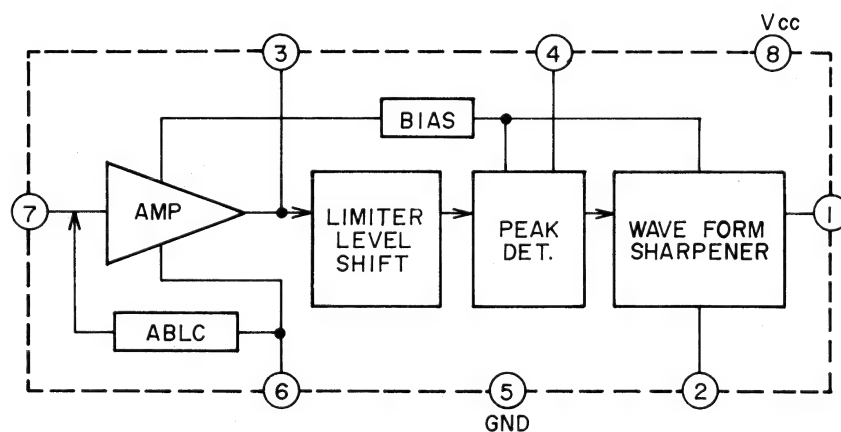 Vcc
3
4
8
BIAS
7
AMP
LIMITER
LEVEL
SHIFT
PEAK
DET.
WAVE FORM
SHARPENER
1
ABLC
6
5
2
GND